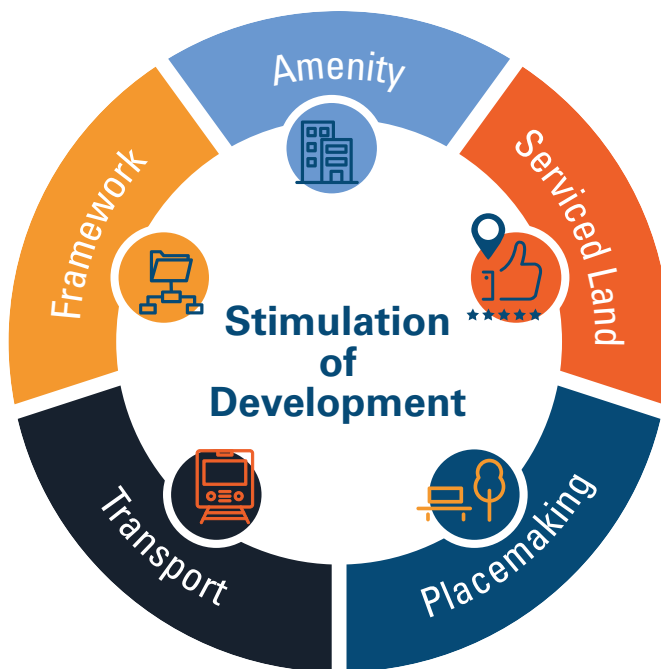 Amenity
Serviced Land
Placemaking
Transport
Framework
Stimulation
of
Development